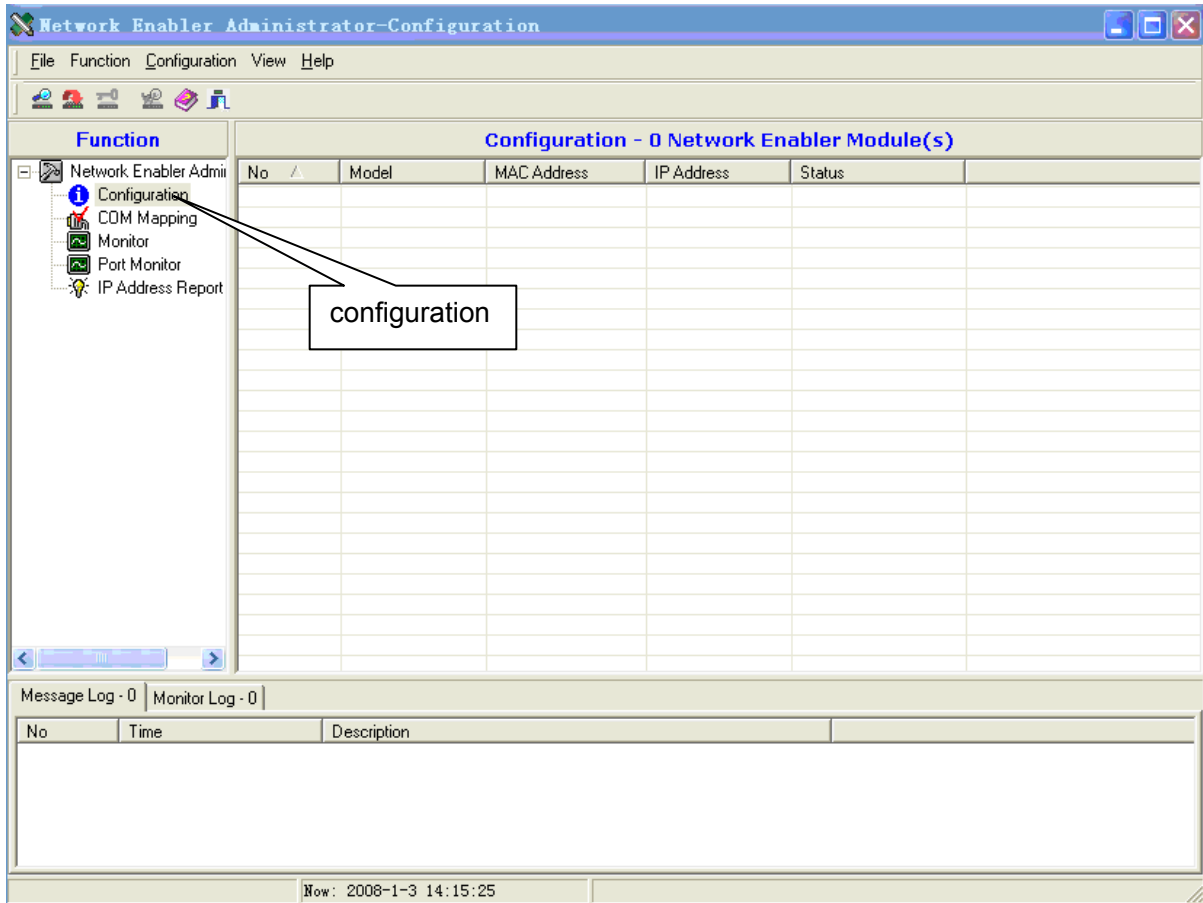 Network Enabler Administrator-Configuration
File Function Configuration View Help
Function
Configuration - 0 Network Enabler Module(s)
Network Enabler Admi
No Model MAC Address IP Address Status
Configuration
COM Mapping
Monitor
Port Monitor
IP Address Report
configuration
Message Log - 0 Monitor Log - 0
No Time Description
Now: 2008-1-3 14:15:25